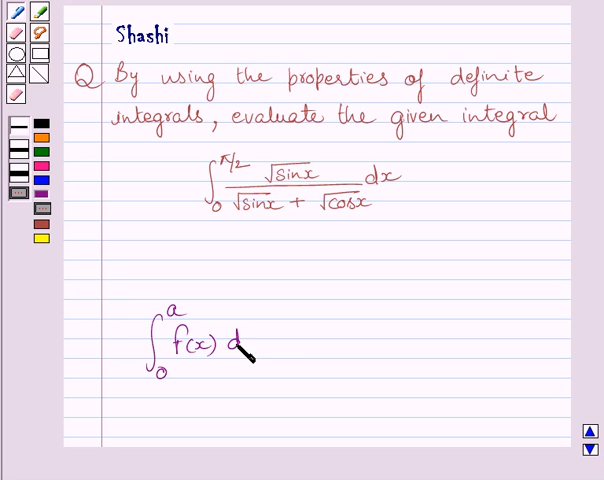 Shashi
Q By using the properties of definite
integrals, evaluate the given integral
∫₀^π/2 √sinx / (√sinx + √cosx) dx
∫₀^a f(x) d